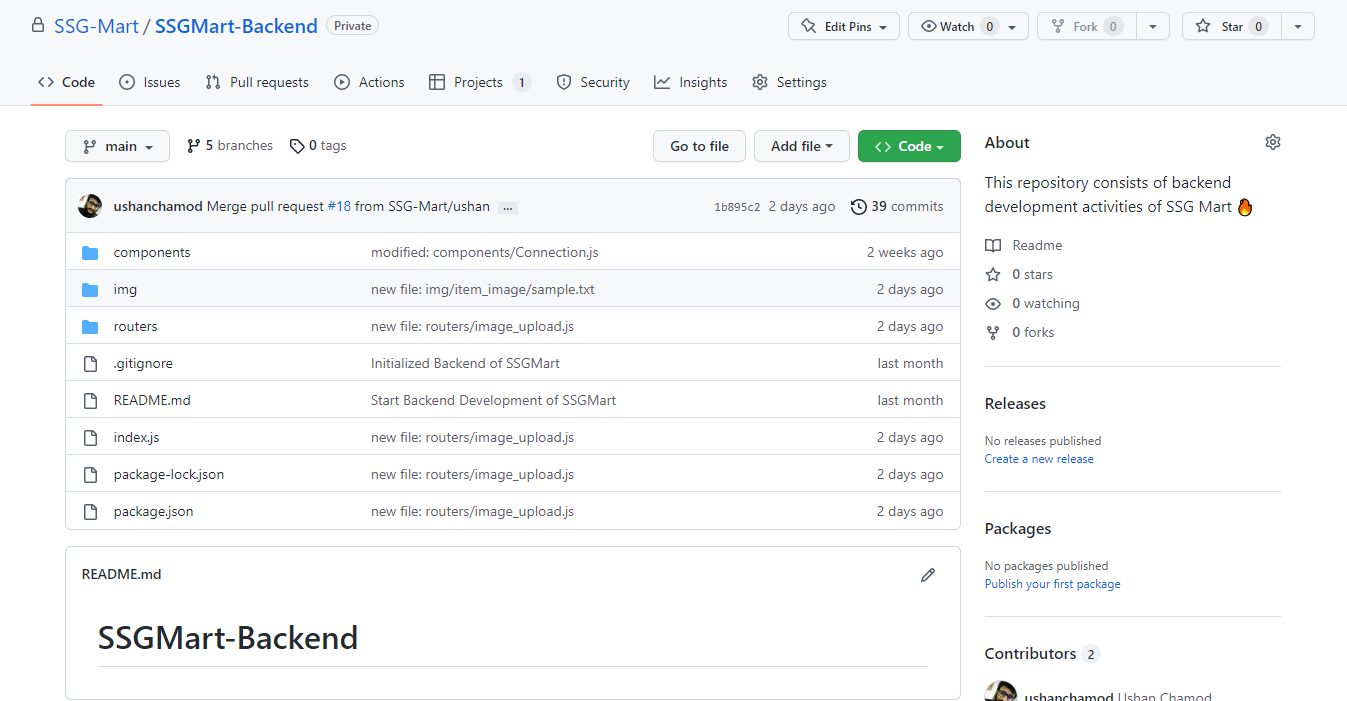 SSG-Mart / SSGMart-Backend Private Edit Pins Watch 0 Fork 0 Star 0
Code Issues Pull requests Actions Projects 1 Security Insights Settings
main 5 branches 0 tags Go to file Add file Code
ushanchamod Merge pull request #18 from SSG-Mart/ushan ... 1b895c2 2 days ago 39 commits
components modified: components/Connection.js 2 weeks ago
img new file: img/item_image/sample.txt 2 days ago
routers new file: routers/image_upload.js 2 days ago
.gitignore Initialized Backend of SSGMart last month
README.md Start Backend Development of SSGMart last month
index.js new file: routers/image_upload.js 2 days ago
package-lock.json new file: routers/image_upload.js 2 days ago
package.json new file: routers/image_upload.js 2 days ago
README.md
SSGMart-Backend
About
This repository consists of backend
development activities of SSG Mart 🔥
Readme
0 stars
0 watching
0 forks
Releases
No releases published
Create a new release
Packages
No packages published
Publish your first package
Contributors 2
ushanchamod Ushan Chamod